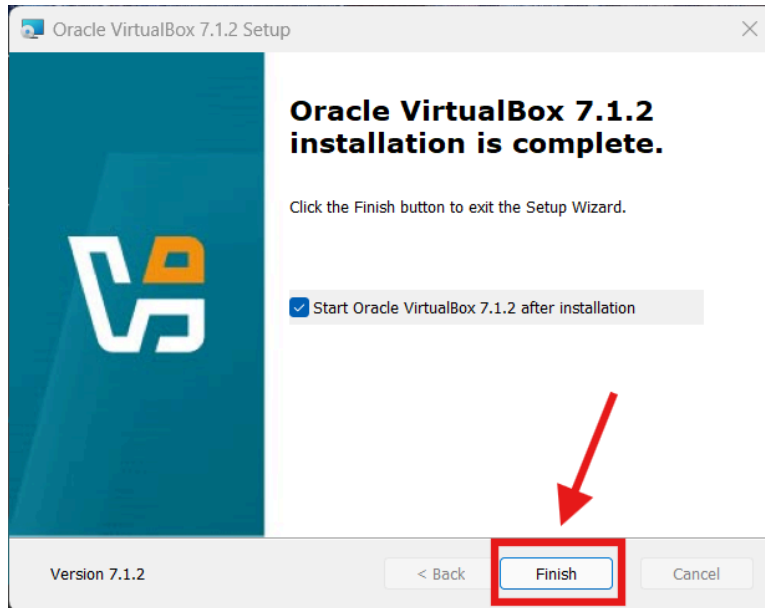 Oracle VirtualBox 7.1.2 Setup
Oracle VirtualBox 7.1.2
installation is complete.
Click the Finish button to exit the Setup Wizard.
Start Oracle VirtualBox 7.1.2 after installation
Version 7.1.2
< Back
Finish
Cancel